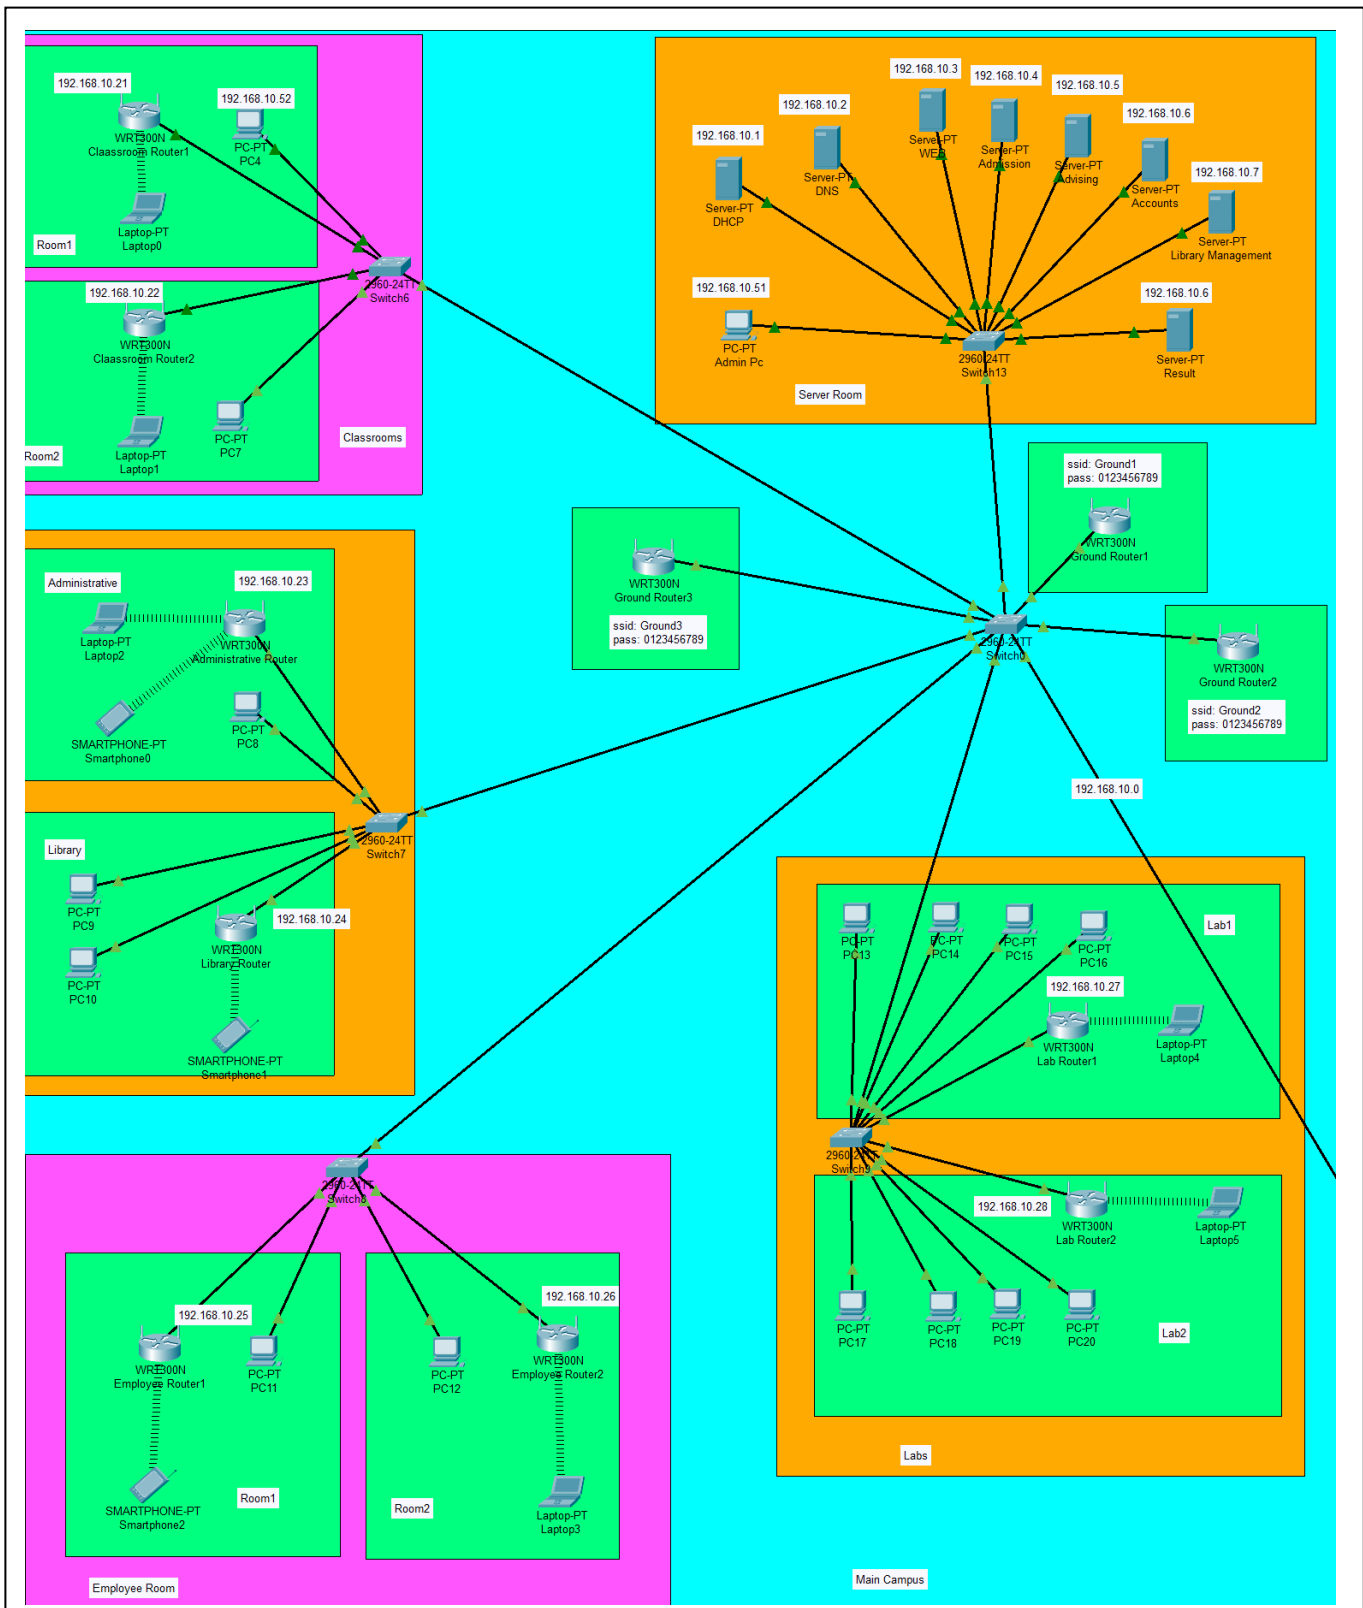 192.168.10.21
WRT300N
Claassroom Router1
192.168.10.52
PC-PT
PC4
Laptop-PT
Laptop0
Room1
2960-24TT
Switch6
192.168.10.22
WRT300N
Claassroom Router2
Laptop-PT
Laptop1
PC-PT
PC7
Room2
Classrooms
192.168.10.1
Server-PT
DHCP
192.168.10.2
Server-PT
DNS
192.168.10.3
Server-PT
WEB
192.168.10.4
Server-PT
Admission
192.168.10.5
Server-PT
Advising
192.168.10.6
Server-PT
Accounts
192.168.10.7
Server-PT
Library Management
192.168.10.51
PC-PT
Admin Pc
2960-24TT
Switch13
192.168.10.6
Server-PT
Result
Server Room
ssid: Ground1
pass: 0123456789
WRT300N
Ground Router1
WRT300N
Ground Router3
ssid: Ground3
pass: 0123456789
2960-24TT
Switch0
WRT300N
Ground Router2
ssid: Ground2
pass: 0123456789
192.168.10.0
Administrative
192.168.10.23
Laptop-PT
Laptop2
WRT300N
Administrative Router
PC-PT
PC8
SMARTPHONE-PT
Smartphone0
2960-24TT
Switch7
Library
PC-PT
PC9
192.168.10.24
WRT300N
Library Router
PC-PT
PC10
SMARTPHONE-PT
Smartphone1
Lab1
PC-PT
PC13
PC-PT
PC14
PC-PT
PC15
PC-PT
PC16
192.168.10.27
WRT300N
Lab Router1
Laptop-PT
Laptop4
2960-24TT
Switch9
192.168.10.28
WRT300N
Lab Router2
Laptop-PT
Laptop5
PC-PT
PC17
PC-PT
PC18
PC-PT
PC19
PC-PT
PC20
Lab2
Labs
2960-24TT
Switch8
192.168.10.25
WRT300N
Employee Router1
PC-PT
PC11
SMARTPHONE-PT
Smartphone2
Room1
PC-PT
PC12
192.168.10.26
WRT300N
Employee Router2
Laptop-PT
Laptop3
Room2
Employee Room
Main Campus